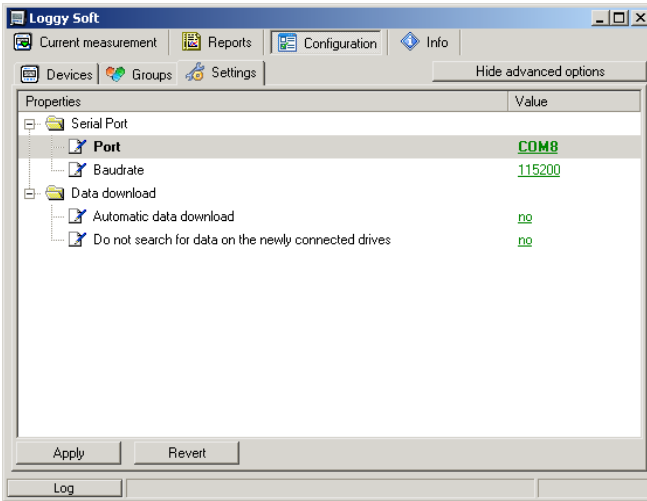 Loggy Soft
Current measurement Reports Configuration Info
Devices Groups Settings Hide advanced options
Properties Value
Serial Port
Port COM8
Baudrate 115200
Data download
Automatic data download no
Do not search for data on the newly connected drives no
Apply Revert
Log